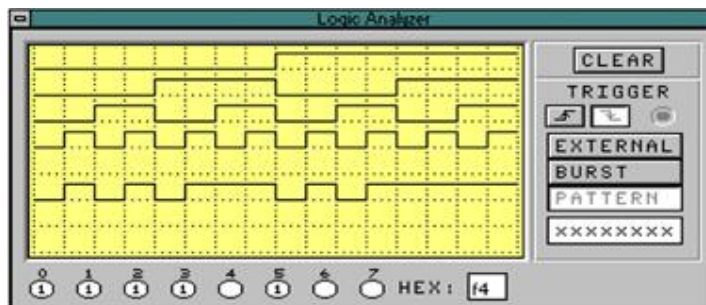 Logic Analyzer
CLEAR
TRIGGER
EXTERNAL
BURST
PATTERN
XXXXXXXX
0 1 2 3 4 5 6 7
1 1 1 1 1 HEX: f4